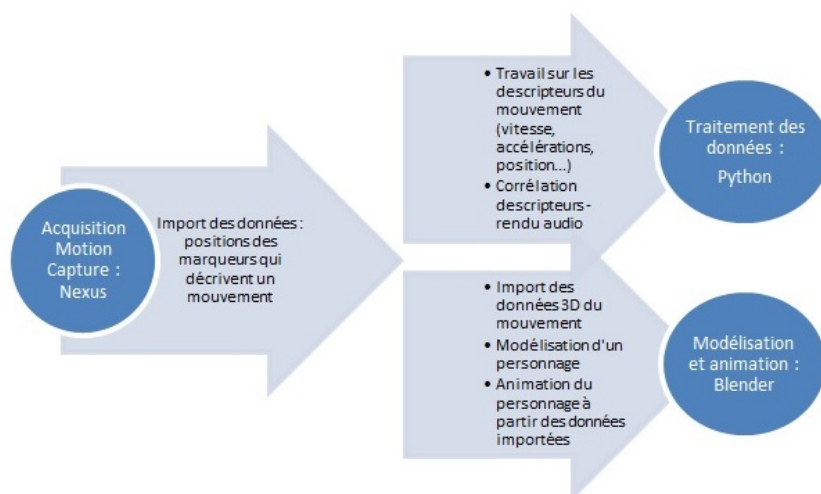 Acquisition
Motion
Capture :
Nexus
Import des données :
positions des
marqueurs qui
décrivent un
mouvement
• Travail sur les
descripteurs du
mouvement
(vitesse,
accélérations,
position...)
• Corrélation
descripteurs -
rendu audio
Traitement des
données :
Python
• Import des
données 3D du
mouvement
• Modélisation d'un
personnage
• Animation du
personnage à
partir des données
importées
Modélisation
et animation :
Blender